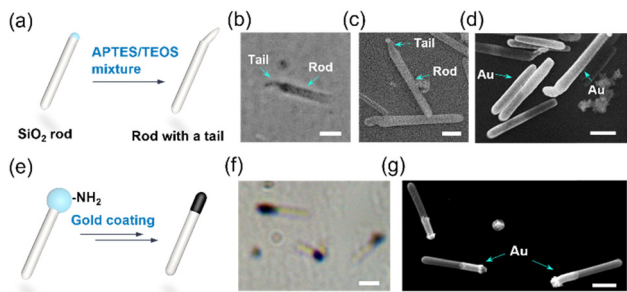 (a)
APTES/TEOS
mixture
SiO₂ rod
Rod with a tail
(b)
Tail
Rod
(c)
Tail
Rod
(d)
Au
Au
(e)
-NH₂
Gold coating
(f)
(g)
Au